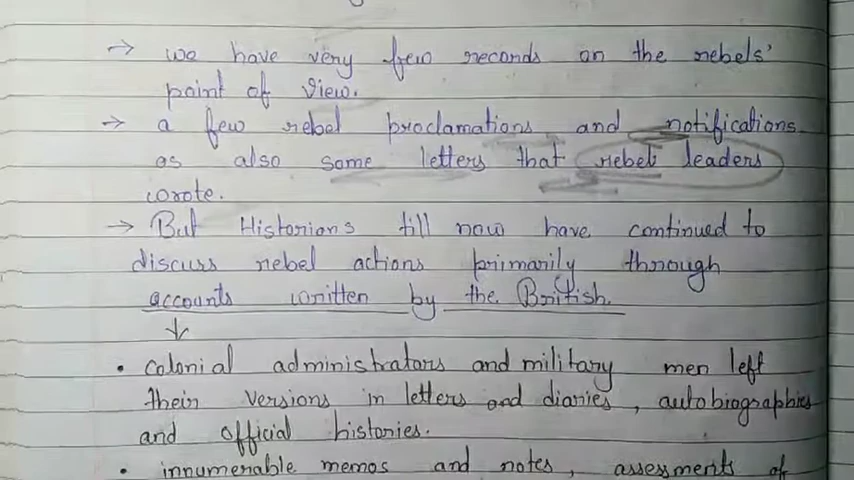 → we have very few records on the rebels'
point of view.
→ a few rebel proclamations and notifications
as also some letters that rebel leaders
wrote.
→ But Historians till now have continued to
discuss rebel actions primarily through
accounts written by the British.
↓
• colonial administrators and military men left
their versions in letters and diaries, autobiographies
and official histories.
• innumerable memos and notes, assessments of